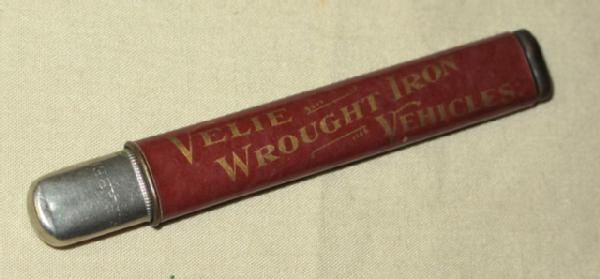 VELIE
WROUGHT IRON
VEHICLES.